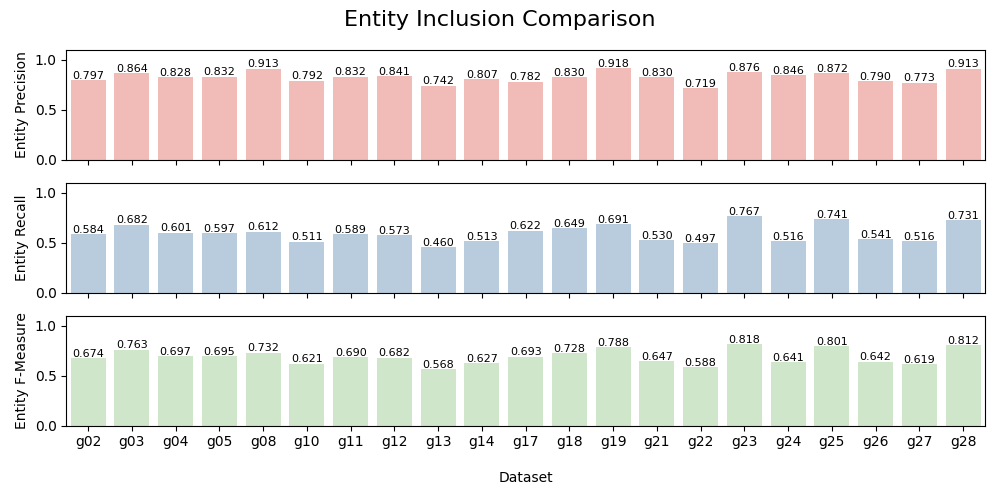 Entity Inclusion Comparison
Entity Precision
1.0
0.5
0.0
0.797 0.864 0.828 0.832 0.913 0.792 0.832 0.841 0.742 0.807 0.782 0.830 0.918 0.830 0.719 0.876 0.846 0.872 0.790 0.773 0.913
Entity Recall
1.0
0.5
0.0
0.584 0.682 0.601 0.597 0.612 0.511 0.589 0.573 0.460 0.513 0.622 0.649 0.691 0.530 0.497 0.767 0.516 0.741 0.541 0.516 0.731
Entity F-Measure
1.0
0.5
0.0
0.674 0.763 0.697 0.695 0.732 0.621 0.690 0.682 0.568 0.627 0.693 0.728 0.788 0.647 0.588 0.818 0.641 0.801 0.642 0.619 0.812
g02 g03 g04 g05 g08 g10 g11 g12 g13 g14 g17 g18 g19 g21 g22 g23 g24 g25 g26 g27 g28
Dataset